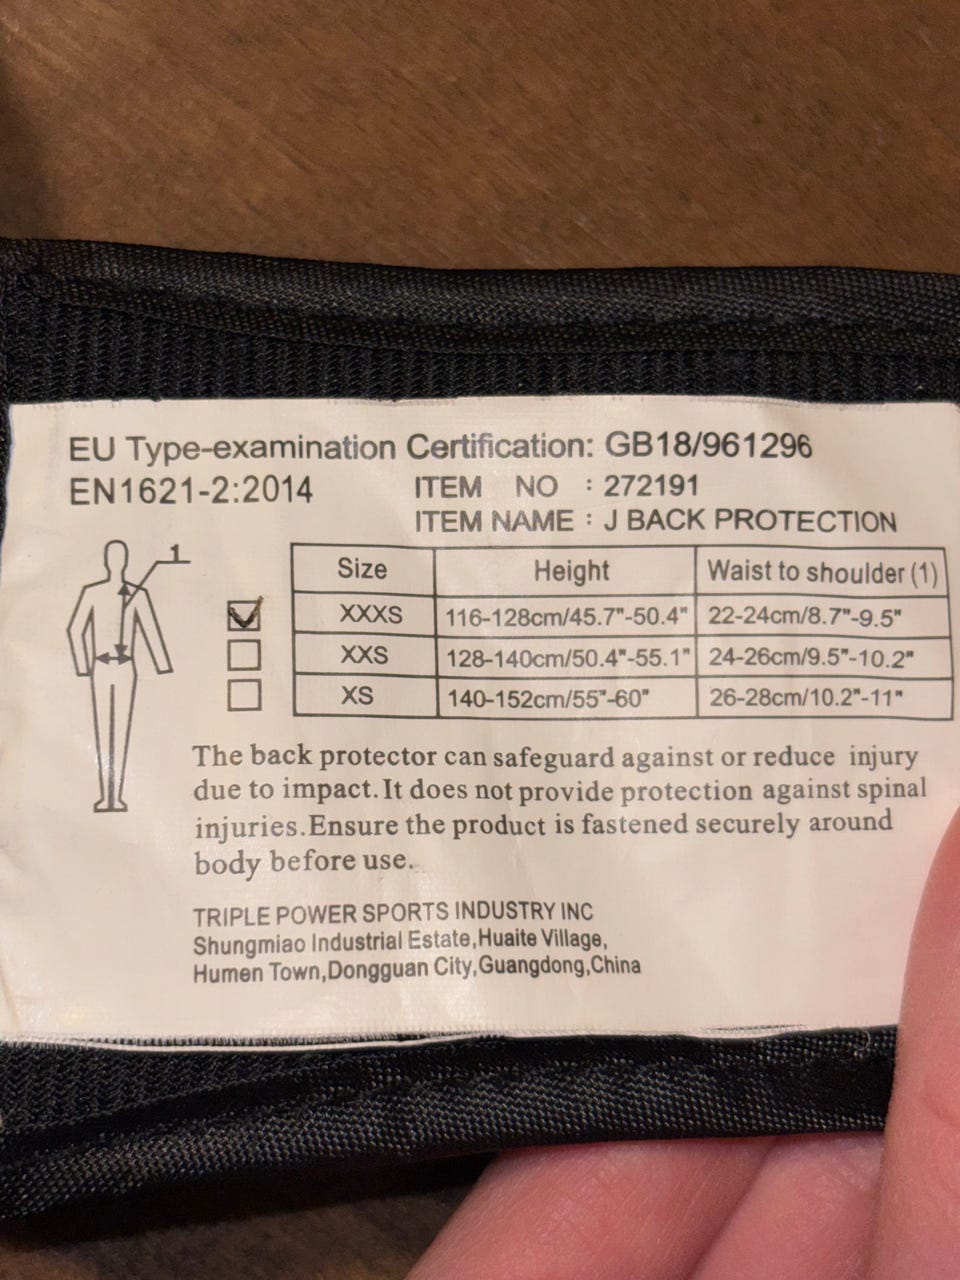 EU Type-examination Certification: GB18/961296
EN1621-2:2014
ITEM NO : 272191
ITEM NAME : J BACK PROTECTION
1
Size Height Waist to shoulder (1)
XXXS 116-128cm/45.7"-50.4" 22-24cm/8.7"-9.5"
XXS 128-140cm/50.4"-55.1" 24-26cm/9.5"-10.2"
XS 140-152cm/55"-60" 26-28cm/10.2"-11"
The back protector can safeguard against or reduce injury
due to impact.It does not provide protection against spinal
injuries.Ensure the product is fastened securely around
body before use.
TRIPLE POWER SPORTS INDUSTRY INC
Shungmiao Industrial Estate,Huaite Village,
Humen Town,Dongguan City,Guangdong,China